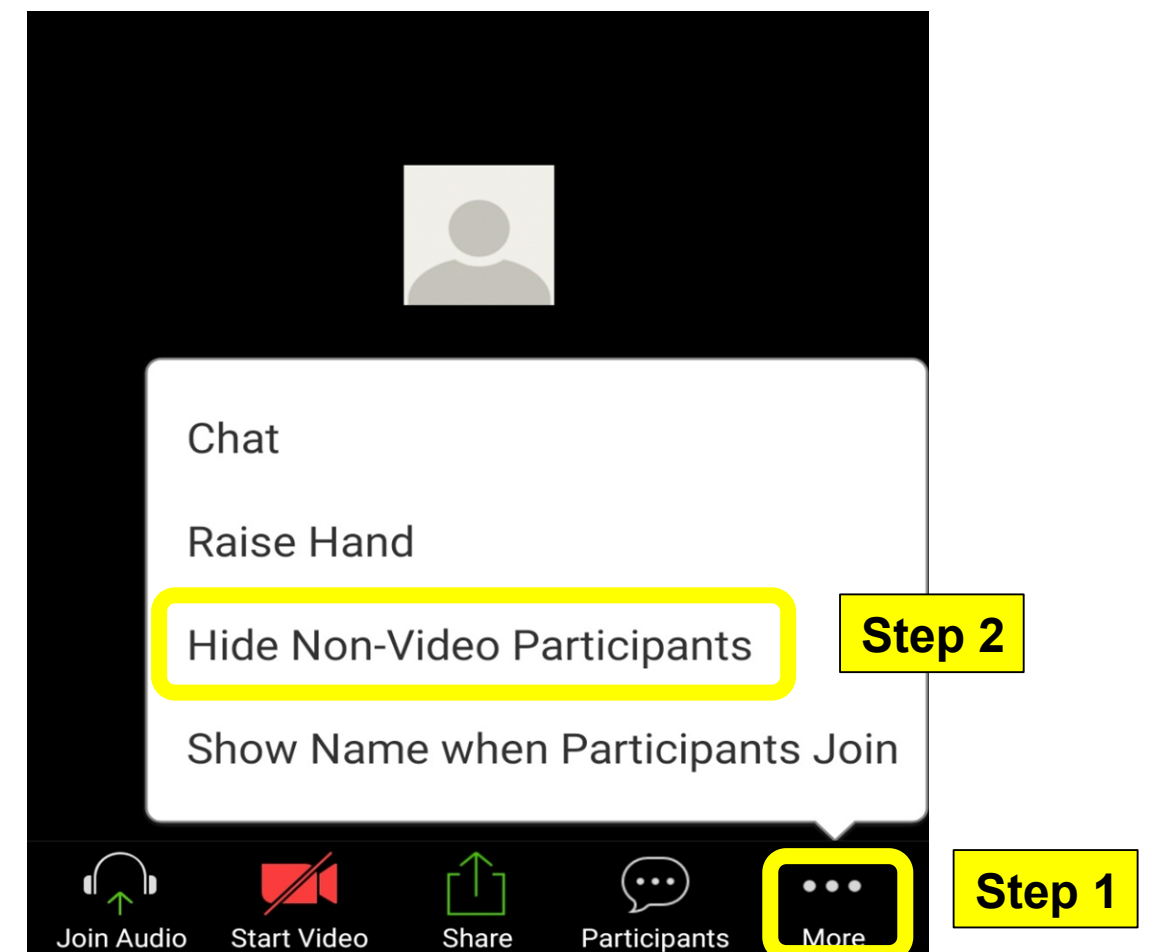 Chat
Raise Hand
Hide Non-Video Participants
Step 2
Show Name when Participants Join
Step 1
Join Audio
Start Video
Share
Participants
More